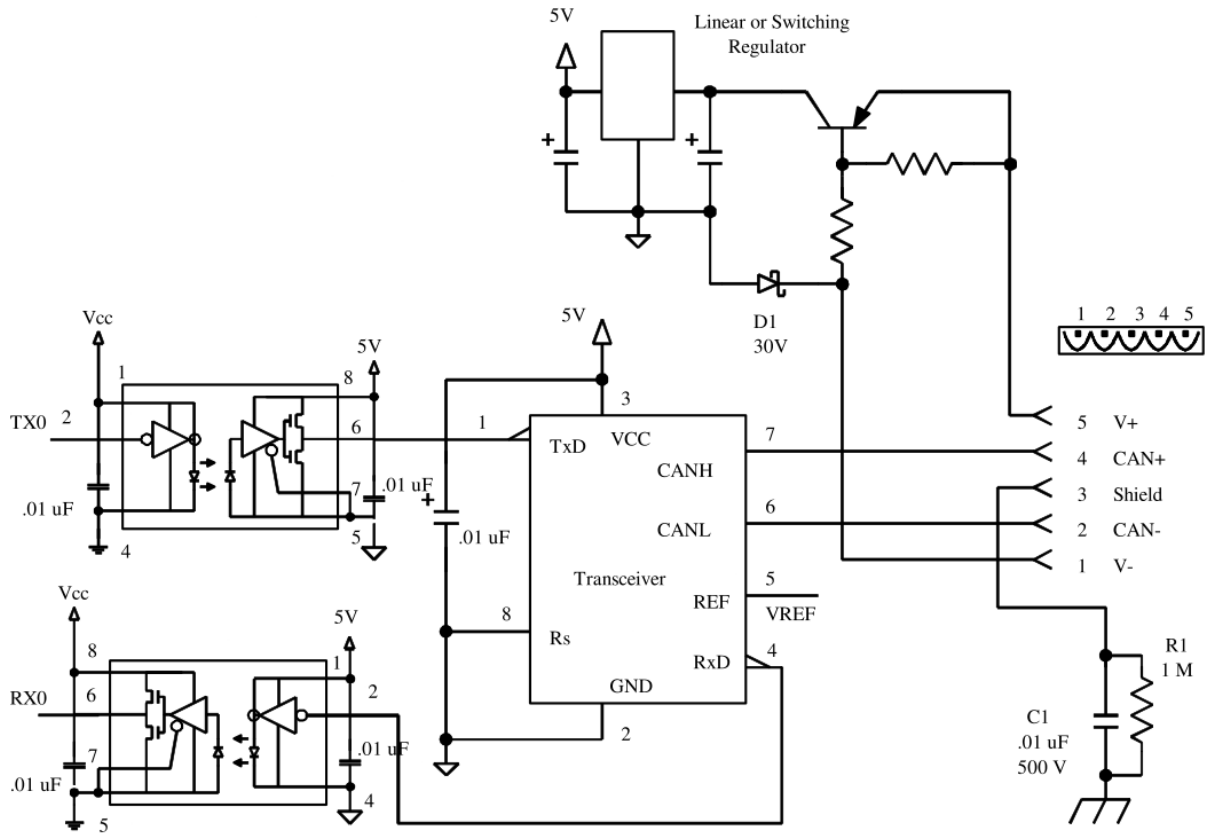 5V
Linear or Switching
Regulator
+
+
D1
30V
1 2 3 4 5
Vcc
5V
5V
1
8
TX0
2
6
1
3
TxD
VCC
7
5
V+
CANH
4
CAN+
7
.01 uF
.01 uF
+
3
Shield
6
.01 uF
CANL
2
CAN-
5
4
1
V-
Transceiver
5
Vcc
5V
REF
VREF
8
Rs
8
1
RxD
4
R1
1 M
RX0
6
2
GND
2
C1
.01 uF
500 V
7
.01 uF
.01 uF
4
5